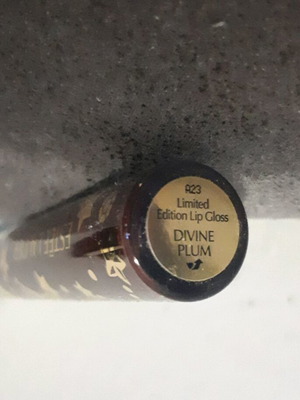 A23
Limited
Edition Lip Gloss
DIVINE
PLUM